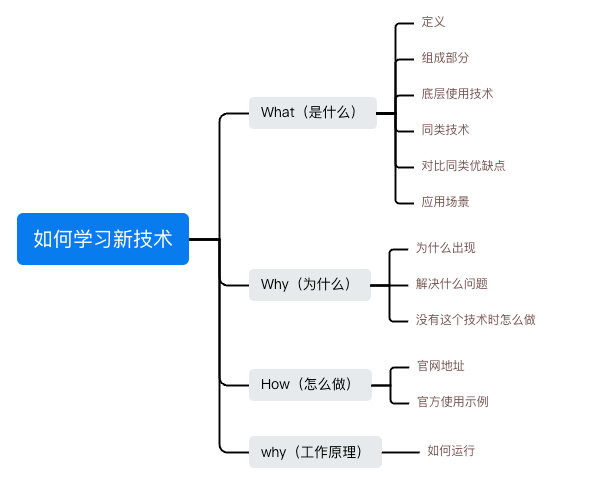 如何学习新技术
What（是什么）
定义
组成部分
底层使用技术
同类技术
对比同类优缺点
应用场景
Why（为什么）
为什么出现
解决什么问题
没有这个技术时怎么做
How（怎么做）
官网地址
官方使用示例
why（工作原理）
如何运行